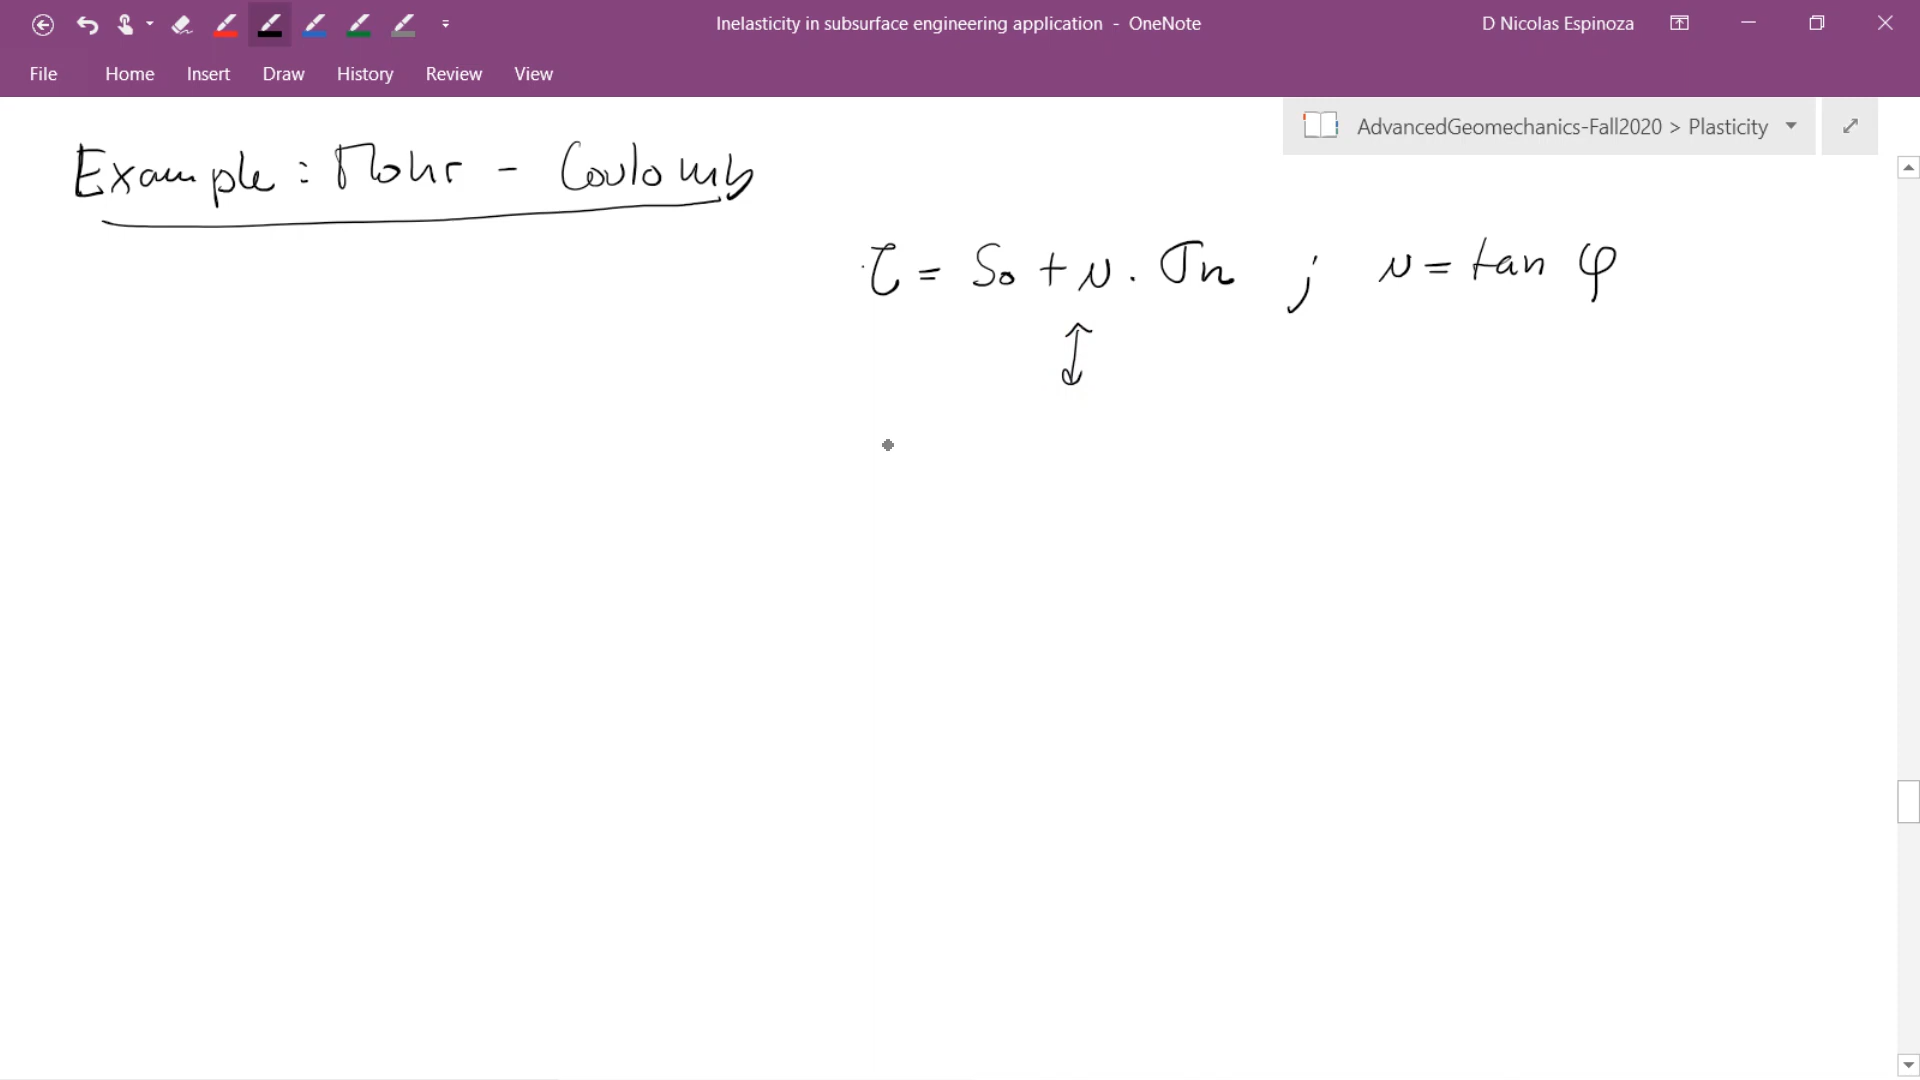 Inelasticity in subsurface engineering application - OneNote
D Nicolas Espinoza
File Home Insert Draw History Review View
AdvancedGeomechanics-Fall2020 > Plasticity
Example : Mohr - Coulomb
τ = S₀ + μ . σn ; μ = tan φ
↕